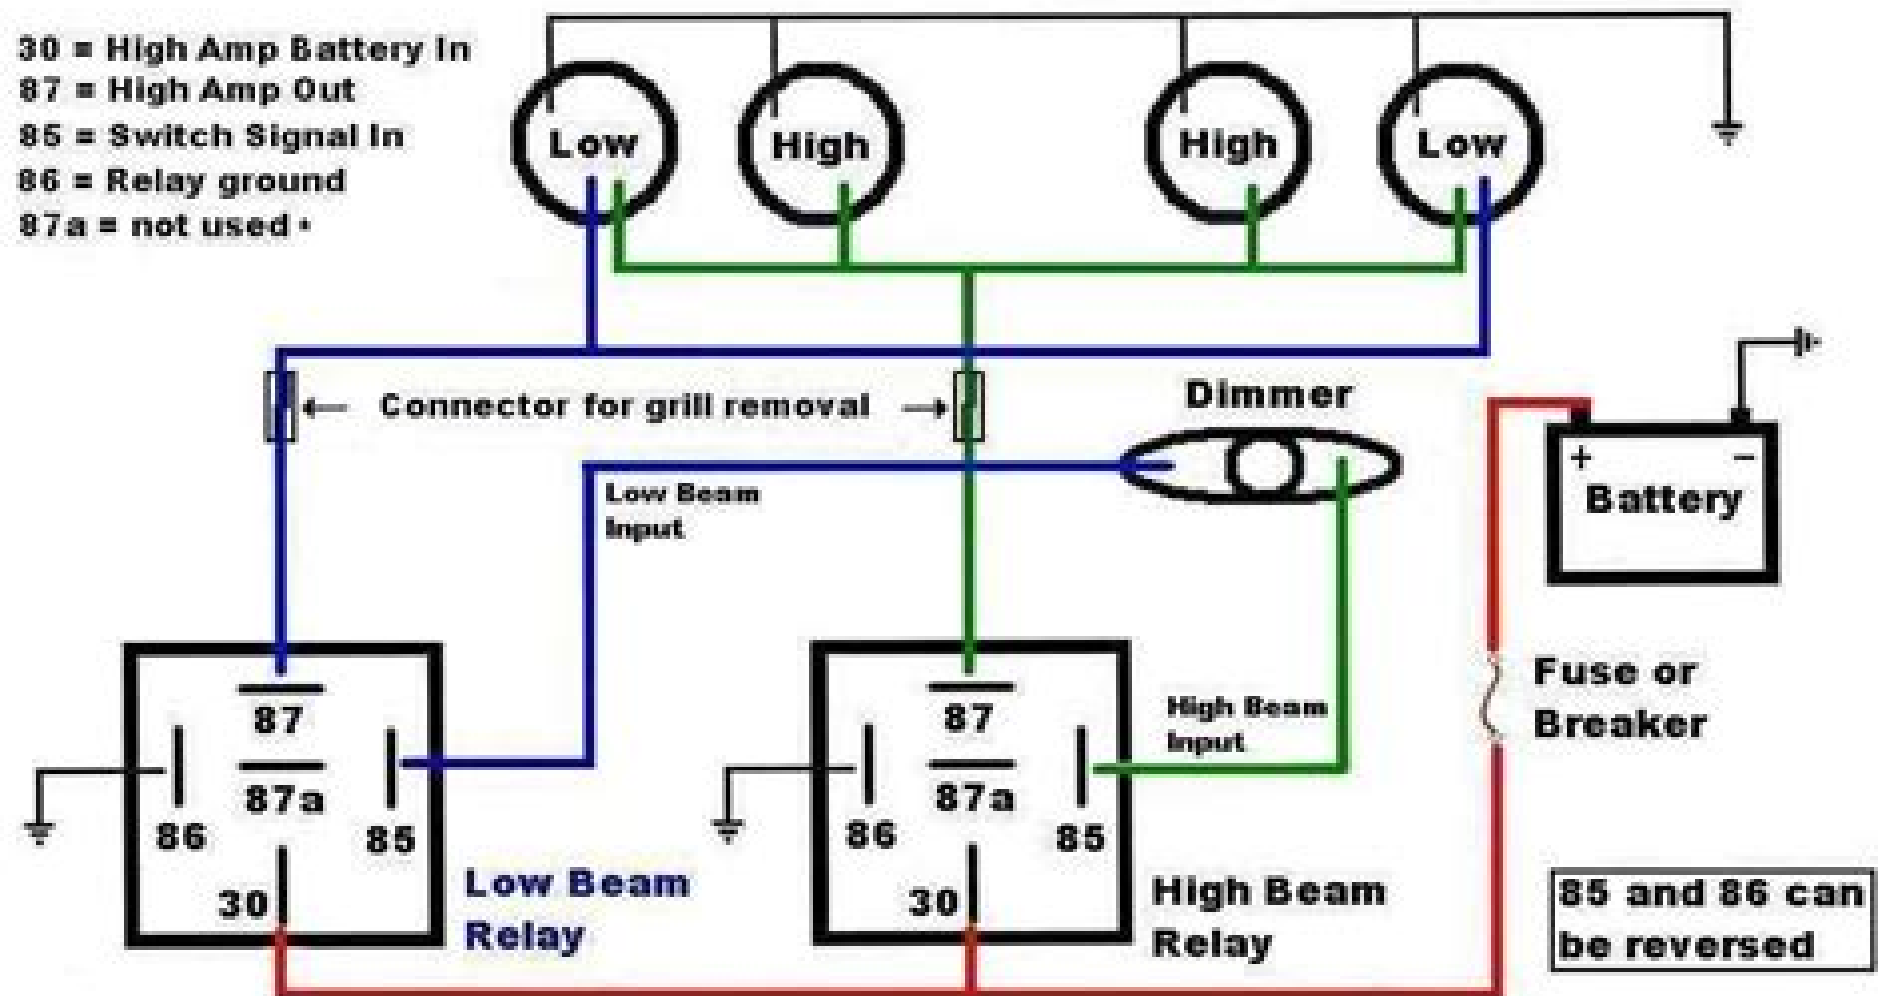 30 = High Amp Battery In
87 = High Amp Out
85 = Switch Signal In
86 = Relay ground
87a = not used •
Low
High
High
Low
Connector for grill removal
Dimmer
+
−
Battery
Low Beam
Input
Fuse or
Breaker
High Beam
Input
87
87a
86
85
30
Low Beam
Relay
87
87a
86
85
30
High Beam
Relay
85 and 86 can
be reversed